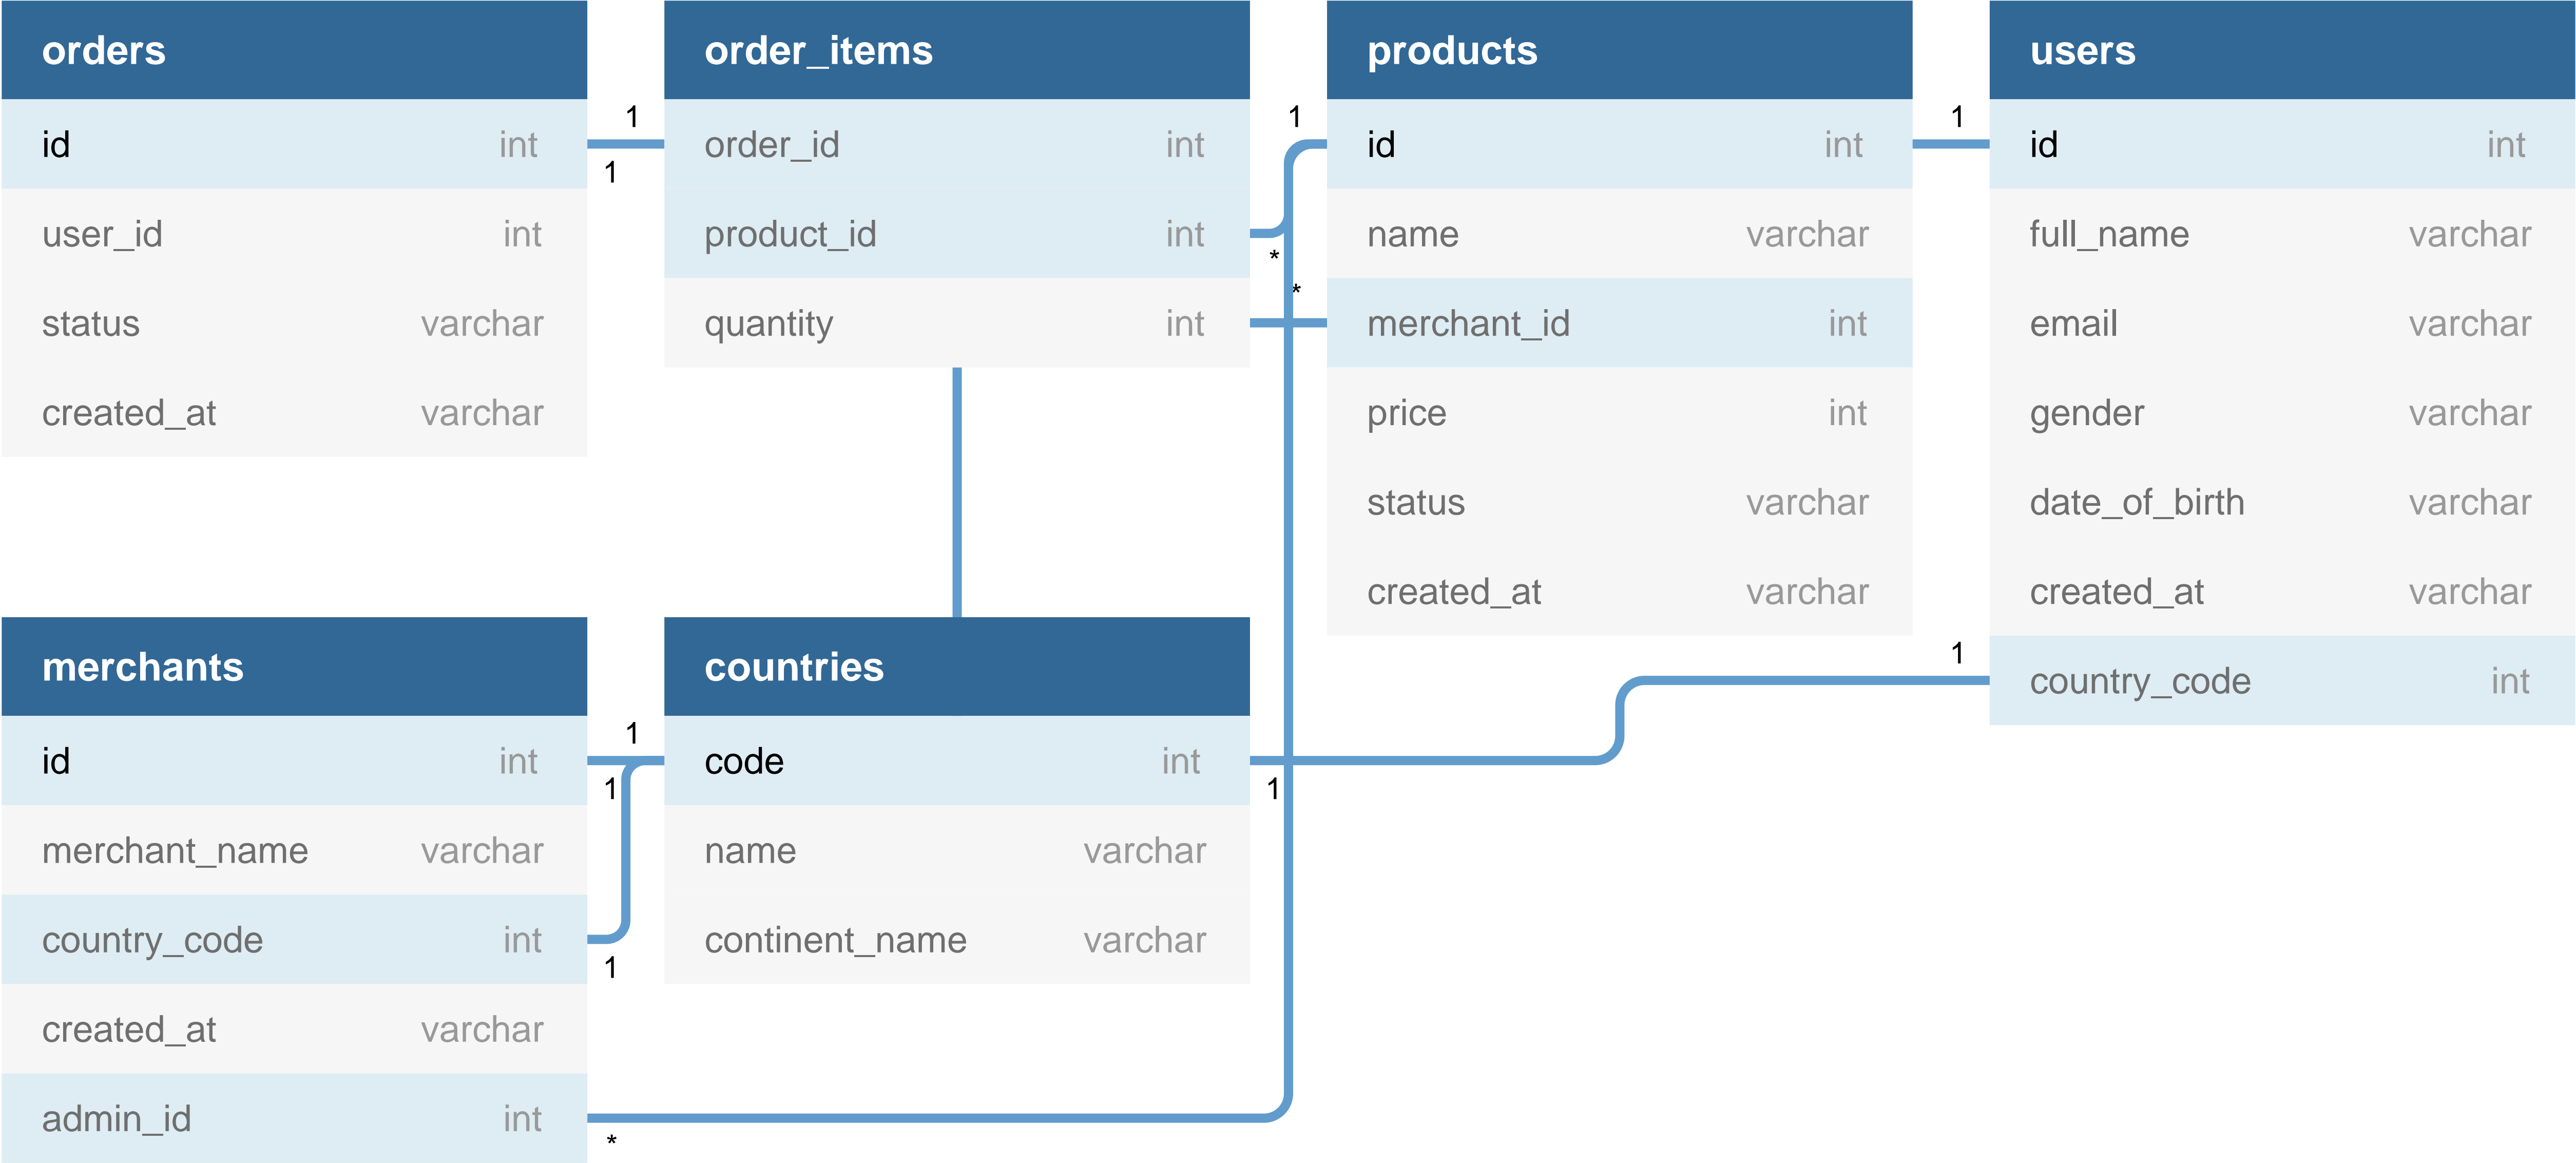 orders
id int
user_id int
status varchar
created_at varchar
1
1
order_items
order_id int
product_id int
quantity int
1
*
*
products
id int
name varchar
merchant_id int
price int
status varchar
created_at varchar
1
users
id int
full_name varchar
email varchar
gender varchar
date_of_birth varchar
created_at varchar
country_code int
1
merchants
id int
merchant_name varchar
country_code int
created_at varchar
admin_id int
1
1
1
*
countries
code int
name varchar
continent_name varchar
1